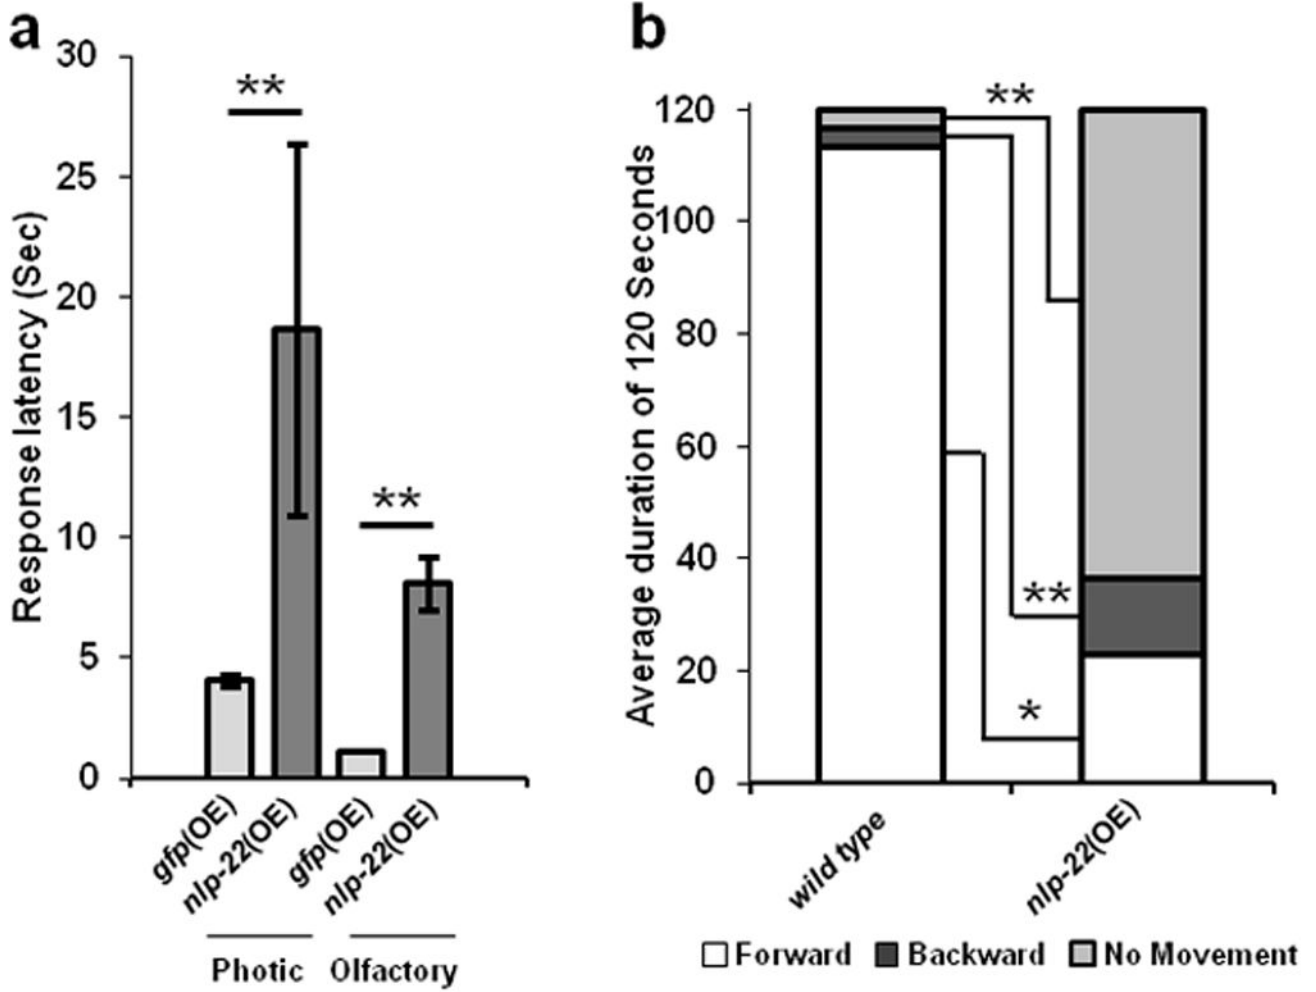 a
Response latency (Sec)
30
25
20
15
10
5
0
**
**
gfp(OE)
nlp-22(OE)
gfp(OE)
nlp-22(OE)
Photic
Olfactory
b
Average duration of 120 Seconds
120
100
80
60
40
20
0
**
**
*
wild type
nlp-22(OE)
Forward
Backward
No Movement